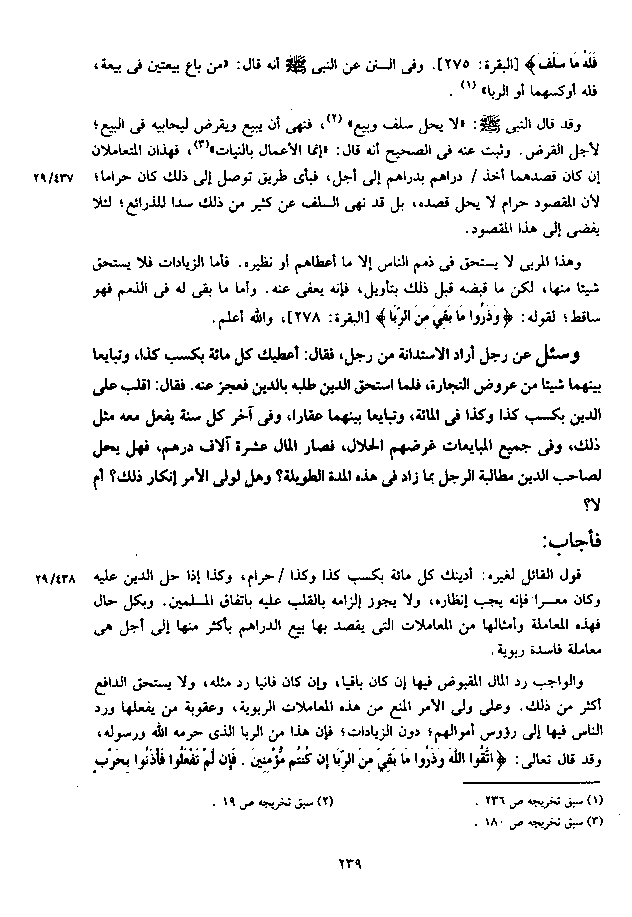 فَلَهُ مَا سَلَفَ﴾ [البقرة: ٢٧٥]. وفى السنن عن النبى ﷺ أنه قال: «من باع بيعتين فى بيعة،
فله أوكسهما أو الربا» (١) .
وقد قال النبى ﷺ: «لا يحل سلف وبيع» (٢)، فنهى أن يبيع ويقرض ليحابيه فى البيع؛
لأجل القرض. وثبت عنه فى الصحيح أنه قال: «إنما الأعمال بالنيات»(٣)، فهذان المتعاملان
إن كان قصدهما أخذ / دراهم بدراهم إلى أجل، فبأى طريق توصل إلى ذلك كان حراما؛ ٢٩/٤٣٧
لأن المقصود حرام لا يحل قصده، بل قد نهى السلف عن كثير من ذلك سدا للذرائع؛ لئلا
يفضى إلى هذا المقصود.
وهذا المربى لا يستحق فى ذمم الناس إلا ما أعطاهم أو نظيره. فأما الزيادات فلا يستحق
شيئا منها، لكن ما قبضه قبل ذلك بتأويل، فإنه يعفى عنه. وأما ما بقى له فى الذمم فهو
ساقط؛ لقوله: ﴿وَذَرُوا مَا بَقِيَ مِنَ الرِّبَا﴾ [البقرة: ٢٧٨]، والله أعلم.
وسئل عن رجل أراد الاستدانة من رجل، فقال: أعطيك كل مائة بكسب كذا، وتبايعا
بينهما شيئا من عروض التجارة، فلما استحق الدين طلبه بالدين فعجز عنه. فقال: اقلب على
الدين بكسب كذا وكذا فى المائة، وتبايعا بينهما عقارا، وفى آخر كل سنة يفعل معه مثل
ذلك، وفى جميع المبايعات غرضهم الحلال، فصار المال عشرة آلاف درهم، فهل يحل
لصاحب الدين مطالبة الرجل بما زاد فى هذه المدة الطويلة؟ وهل لولى الأمر إنكار ذلك؟ أم
لا؟
فأجاب:
قول القائل لغيره: أدينك كل مائة بكسب كذا وكذا / حرام، وكذا إذا حل الدين عليه ٢٩/٤٣٨
وكان معسرا فإنه يجب إنظاره، ولا يجوز إلزامه بالقلب عليه باتفاق المسلمين. وبكل حال
فهذه المعاملة وأمثالها من المعاملات التى يقصد بها بيع الدراهم بأكثر منها إلى أجل هى
معاملة فاسدة ربوية.
والواجب رد المال المقبوض فيها إن كان باقيا، وإن كان فانيا رد مثله، ولا يستحق الدافع
أكثر من ذلك. وعلى ولى الأمر المنع من هذه المعاملات الربوية، وعقوبة من يفعلها ورد
الناس فيها إلى رؤوس أموالهم؛ دون الزيادات؛ فإن هذا من الربا الذى حرمه الله ورسوله،
وقد قال تعالى: ﴿اتَّقُوا اللَّهَ وَذَرُوا مَا بَقِيَ مِنَ الرِّبَا إِن كُنتُم مُّؤْمِنِينَ . فَإِن لَّمْ تَفْعَلُوا فَأْذَنُوا بِحَرْبٍ
(١) سبق تخريجه ص ٢٣٦ . (٢) سبق تخريجه ص ١٩ .
(٣) سبق تخريجه ص ١٨٠ .
٢٣٩